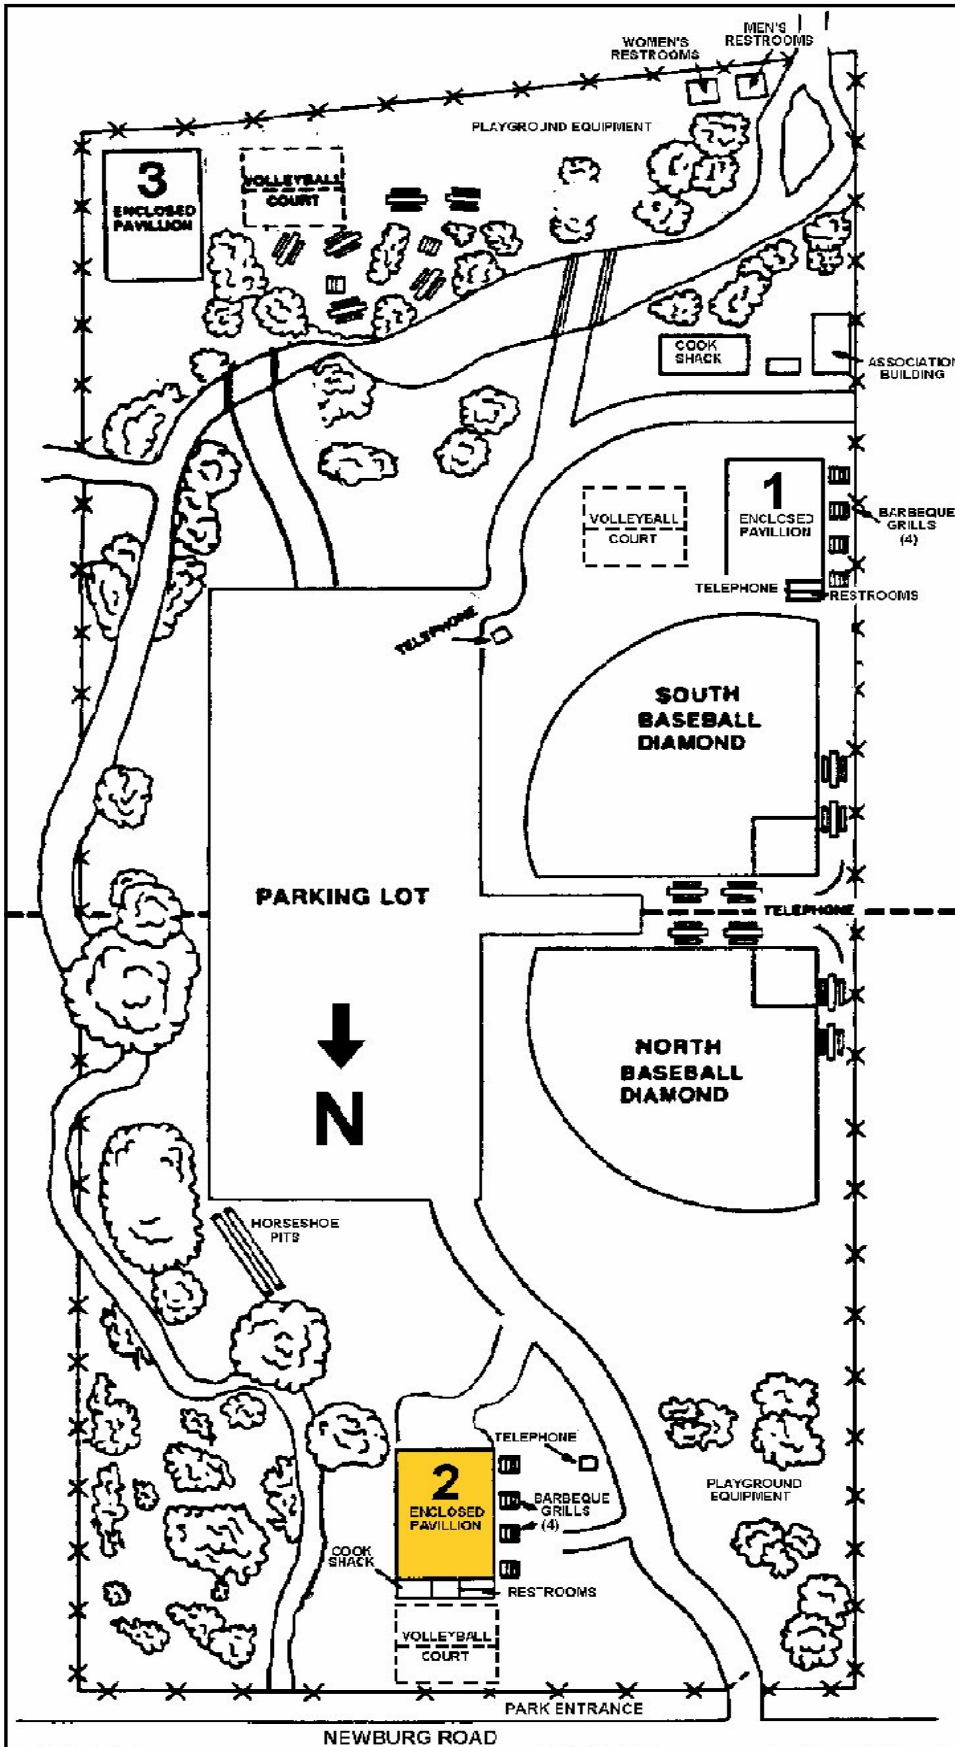 MEN'S
RESTROOMS
WOMEN'S
RESTROOMS
PLAYGROUND EQUIPMENT
3
ENCLOSED
PAVILLION
VOLLEYBALL
COURT
COOK
SHACK
ASSOCIATION
BUILDING
1
ENCLOSED
PAVILLION
VOLLEYBALL
COURT
BARBEQUE
GRILLS
(4)
TELEPHONE
RESTROOMS
TELEPHONE
SOUTH
BASEBALL
DIAMOND
PARKING LOT
TELEPHONE
N
NORTH
BASEBALL
DIAMOND
HORSESHOE
PITS
TELEPHONE
2
ENCLOSED
PAVILLION
BARBEQUE
GRILLS
(4)
PLAYGROUND
EQUIPMENT
COOK
SHACK
RESTROOMS
VOLLEYBALL
COURT
PARK ENTRANCE
NEWBURG ROAD